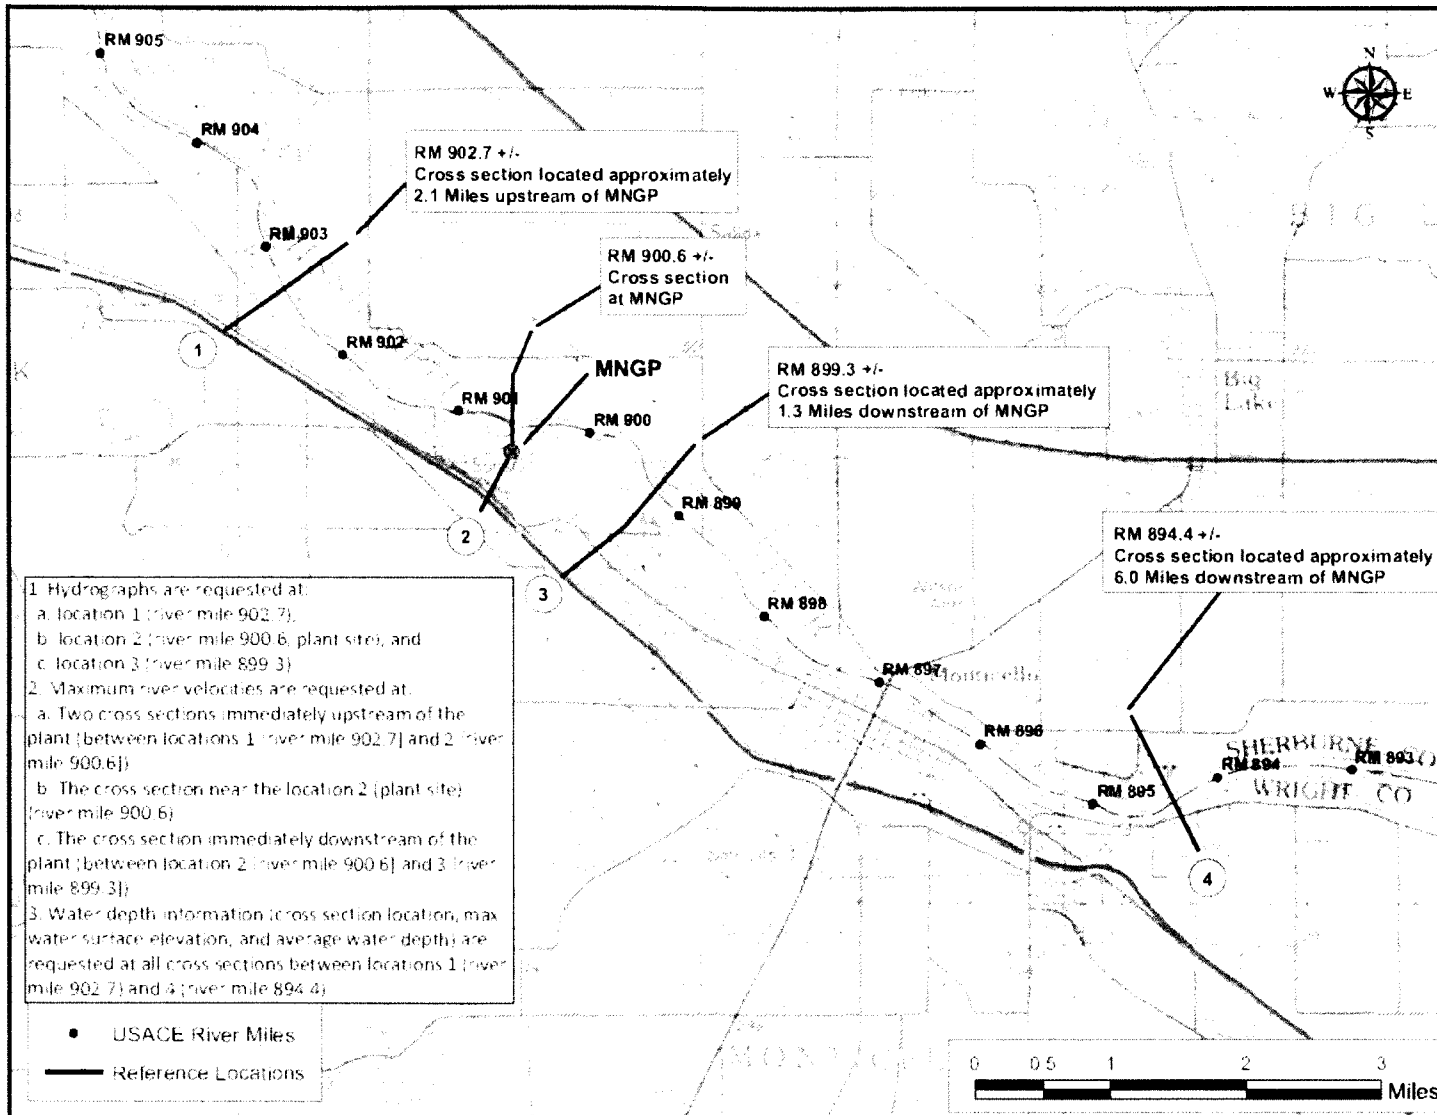 RM 905
N
W E
S
RM 904
RM 902.7 +/-
Cross section located approximately
2.1 Miles upstream of MNGP
BIG
RM 903
RM 900.6 +/-
Cross section
at MNGP
1
RM 902
RM 899.3 +/-
Cross section located approximately
1.3 Miles downstream of MNGP
MNGP
Big
Lake
RM 901
RM 900
RM 899
2
RM 894.4 +/-
Cross section located approximately
6.0 Miles downstream of MNGP
3
1. Hydrographs are requested at:
a. location 1 (river mile 902.7),
b. location 2 (river mile 900.6, plant site), and
c. location 3 (river mile 899.3)
2. Maximum river velocities are requested at:
a. Two cross sections immediately upstream of the
plant [between locations 1 [river mile 902.7] and 2 [river
mile 900.6])
b. The cross section near the location 2 (plant site)
(river mile 900.6)
c. The cross section immediately downstream of the
plant [between location 2 [river mile 900.6] and 3 [river
mile 899.3])
3. Water depth information (cross section location, max
water surface elevation, and average water depth) are
requested at all cross sections between locations 1 (river
mile 902.7) and 4 (river mile 894.4)
RM 898
RM 897
Monticello
RM 896
SHERBURNE CO
RM 894
RM 893
RM 895
WRIGHT CO
4
USACE River Miles
Reference Locations
0 0.5 1 2 3
Miles